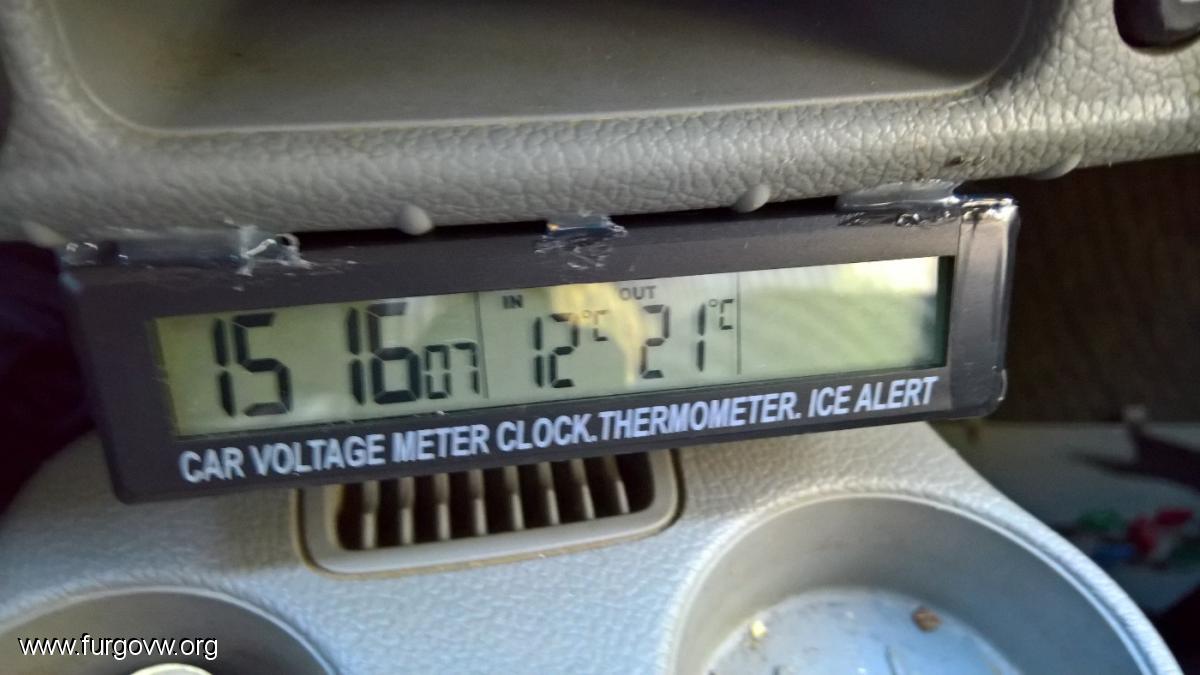 IN OUT
15 16 07 12°C 21°C
CAR VOLTAGE METER CLOCK.THERMOMETER. ICE ALERT
www.furgovw.org